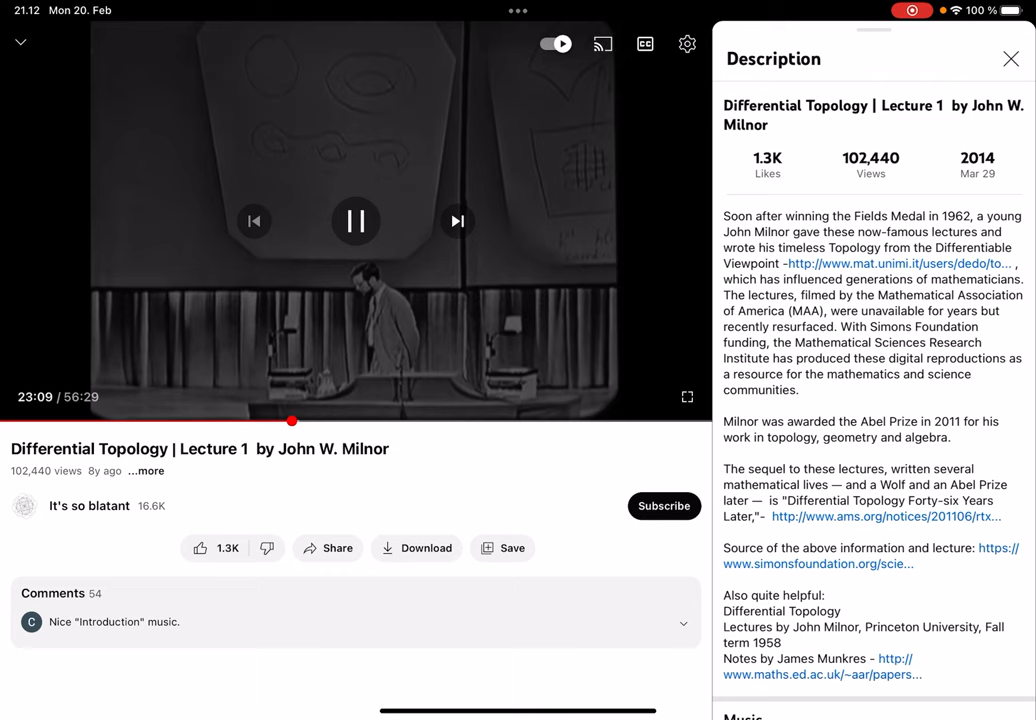 21.12 Mon 20. Feb
100 %
CC
23:09 / 56:29
Differential Topology | Lecture 1 by John W. Milnor
102,440 views 8y ago ...more
It's so blatant 16.6K
Subscribe
1.3K
Share
Download
Save
Comments 54
C
Nice "Introduction" music.
Description
Differential Topology | Lecture 1 by John W.
Milnor
1.3K 102,440 2014
Likes Views Mar 29
Soon after winning the Fields Medal in 1962, a young
John Milnor gave these now-famous lectures and
wrote his timeless Topology from the Differentiable
Viewpoint -http://www.mat.unimi.it/users/dedo/to... ,
which has influenced generations of mathematicians.
The lectures, filmed by the Mathematical Association
of America (MAA), were unavailable for years but
recently resurfaced. With Simons Foundation
funding, the Mathematical Sciences Research
Institute has produced these digital reproductions as
a resource for the mathematics and science
communities.
Milnor was awarded the Abel Prize in 2011 for his
work in topology, geometry and algebra.
The sequel to these lectures, written several
mathematical lives — and a Wolf and an Abel Prize
later — is "Differential Topology Forty-six Years
Later,"- http://www.ams.org/notices/201106/rtx...
Source of the above information and lecture: https://
www.simonsfoundation.org/scie...
Also quite helpful:
Differential Topology
Lectures by John Milnor, Princeton University, Fall
term 1958
Notes by James Munkres - http://
www.maths.ed.ac.uk/~aar/papers...
Music